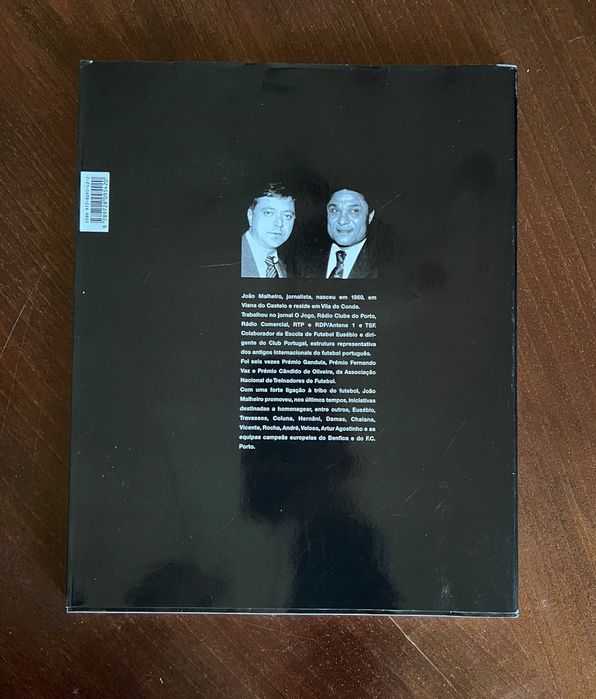 João Malheiro, jornalista, nasceu em 1960, em
Viana do Castelo e reside em Vila do Conde.
Trabalhou no jornal O Jogo, Rádio Clube do Porto,
Rádio Comercial, RTP e RDP/Antena 1 e TSF.
Colaborador da Escola de Futebol Eusébio e diri-
gente do Club Portugal, estrutura representativa
dos antigos internacionais do futebol português.
Foi seis vezes Prémio Gandula, Prémio Fernando
Vaz e Prémio Cândido de Oliveira, da Associação
Nacional de Treinadores de Futebol.
Com uma forte ligação à tribo do futebol, João
Malheiro promoveu, nos últimos tempos, iniciativas
destinadas a homenagear, entre outros, Eusébio,
Travassos, Coluna, Hernâni, Damas, Chalana,
Vicente, Rocha, André, Veloso, Artur Agostinho e as
equipas campeãs europeias do Benfica e do F.C.
Porto.